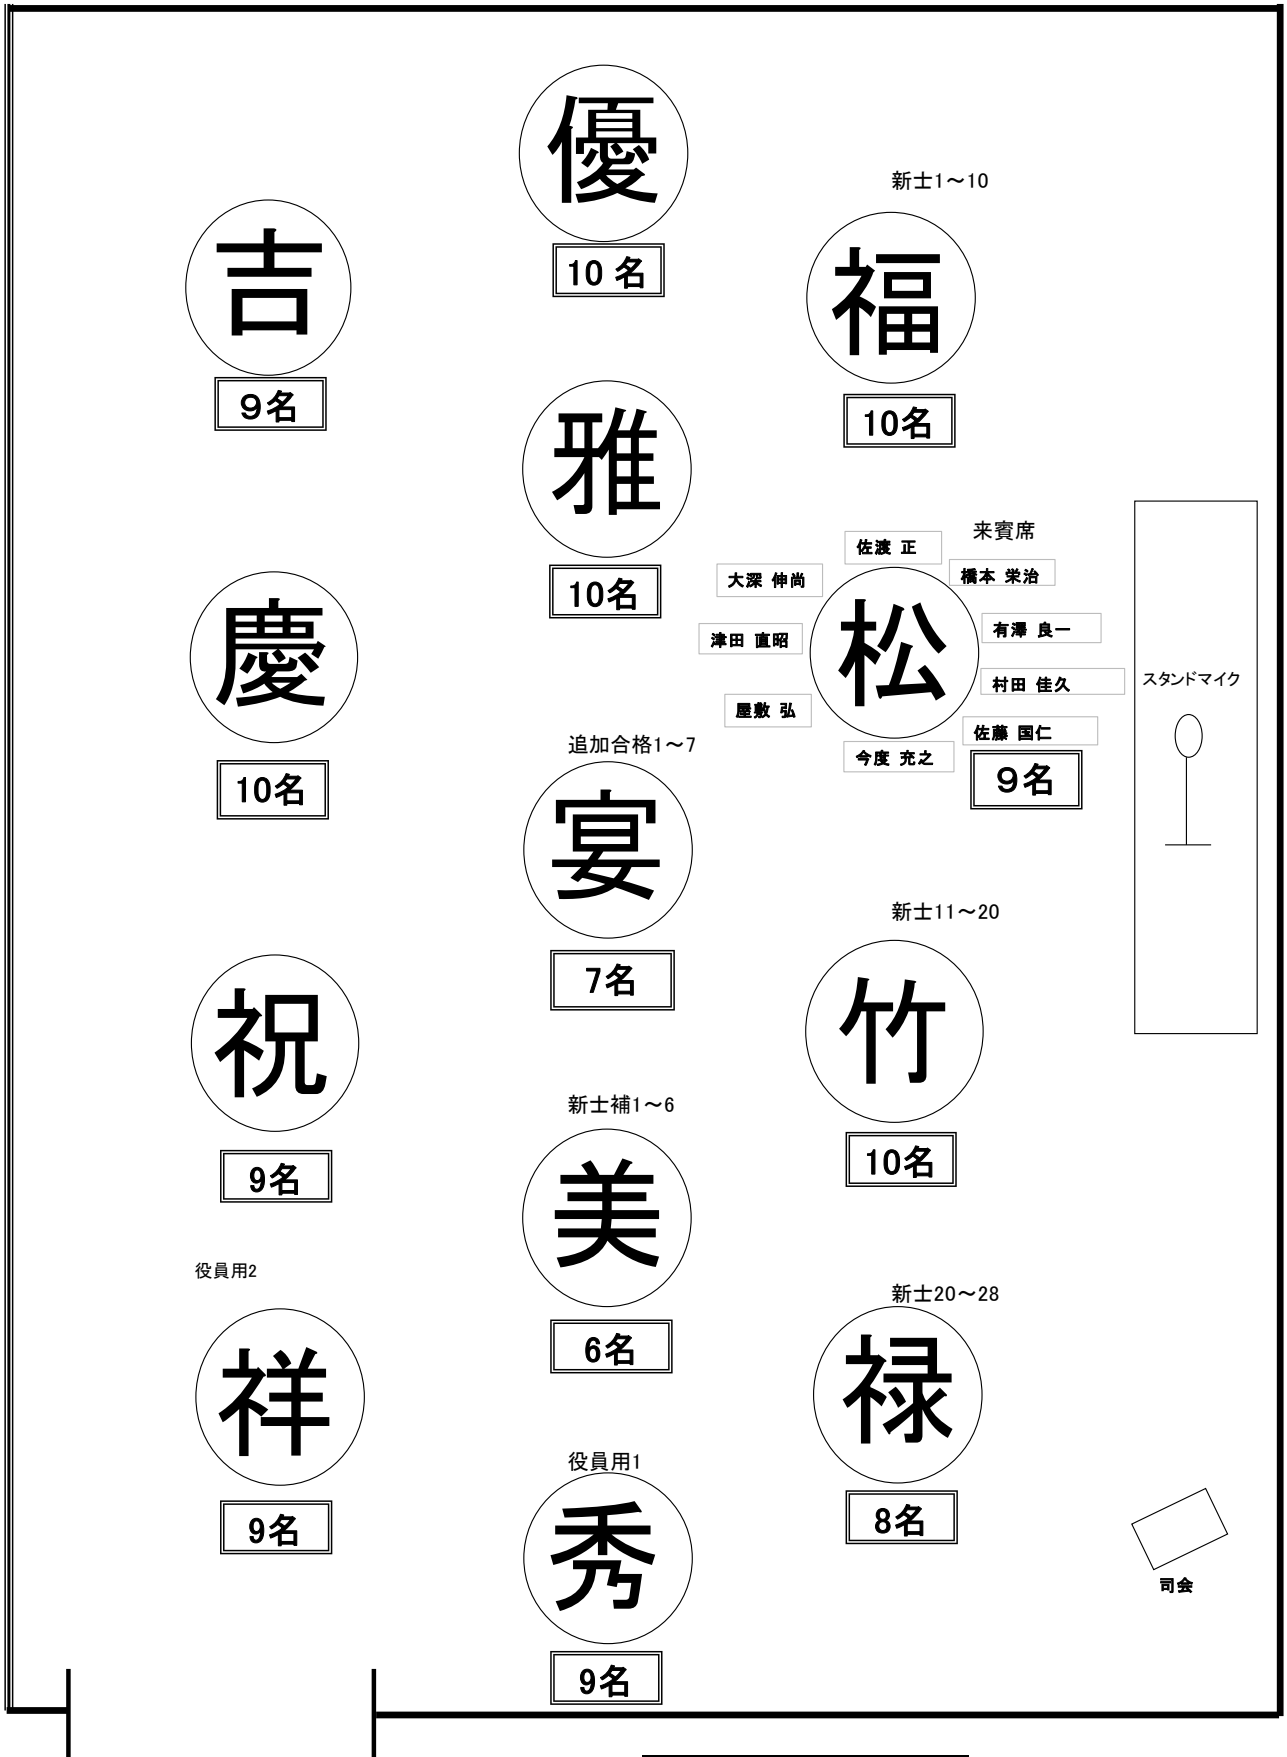 優
10 名
新士1～10
吉
9名
福
10名
雅
10名
来賓席
佐渡 正
橋本 栄治
大深 伸尚
有澤 良一
津田 直昭
松
村田 佳久
屋敷 弘
佐藤 国仁
今度 充之
9名
スタンドマイク
慶
10名
追加合格1～7
宴
7名
新士11～20
竹
10名
祝
9名
新士補1～6
美
6名
役員用2
祥
9名
新士20～28
禄
8名
役員用1
秀
9名
司会